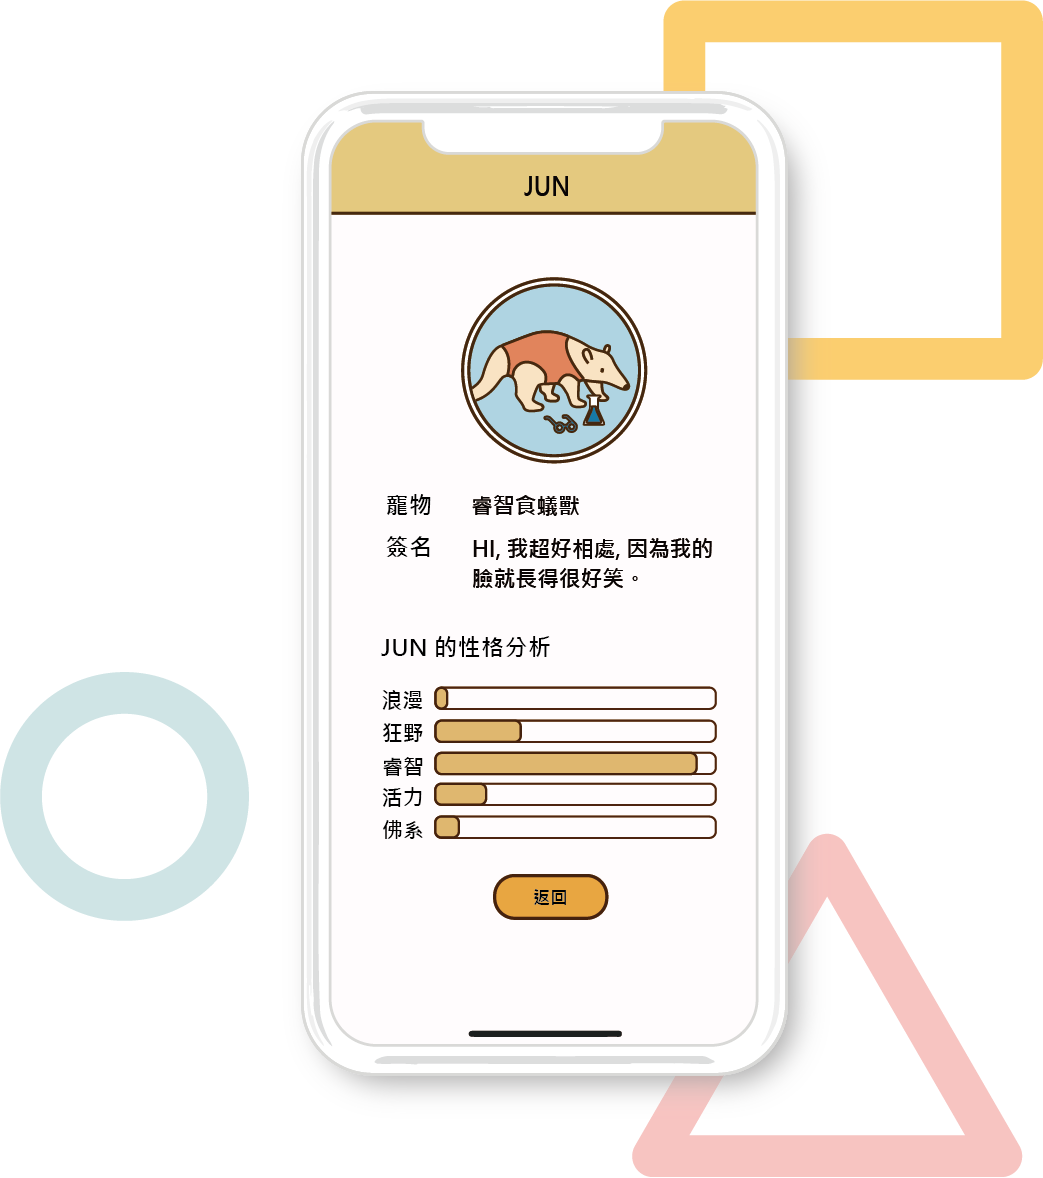 JUN
寵物 睿智食蟻獸
簽名 HI, 我超好相處, 因為我的
臉就長得很好笑。
JUN 的性格分析
浪漫
狂野
睿智
活力
佛系
返回